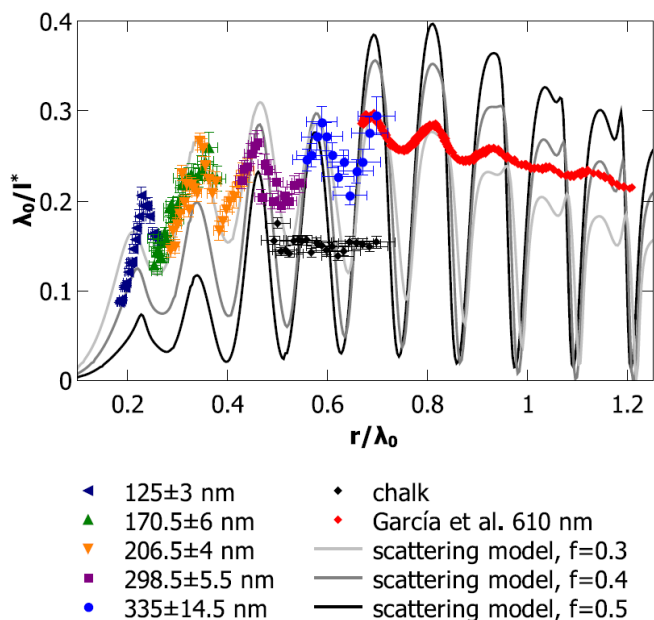 0.4
0.3
0.2
0.1
0
λ₀/l*
0.2 0.4 0.6 0.8 1 1.2
r/λ₀
125±3 nm
170.5±6 nm
206.5±4 nm
298.5±5.5 nm
335±14.5 nm
chalk
García et al. 610 nm
scattering model, f=0.3
scattering model, f=0.4
scattering model, f=0.5